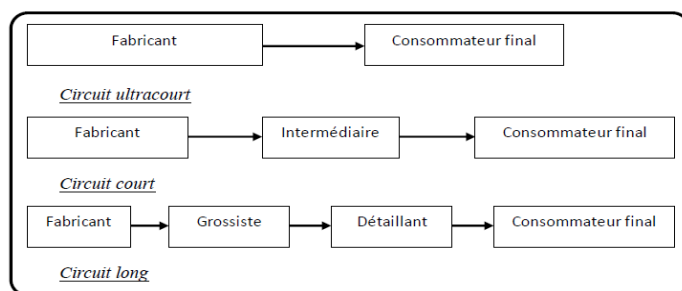 Fabricant Consommateur final
Circuit ultracourt
Fabricant Intermédiaire Consommateur final
Circuit court
Fabricant Grossiste Détaillant Consommateur final
Circuit long